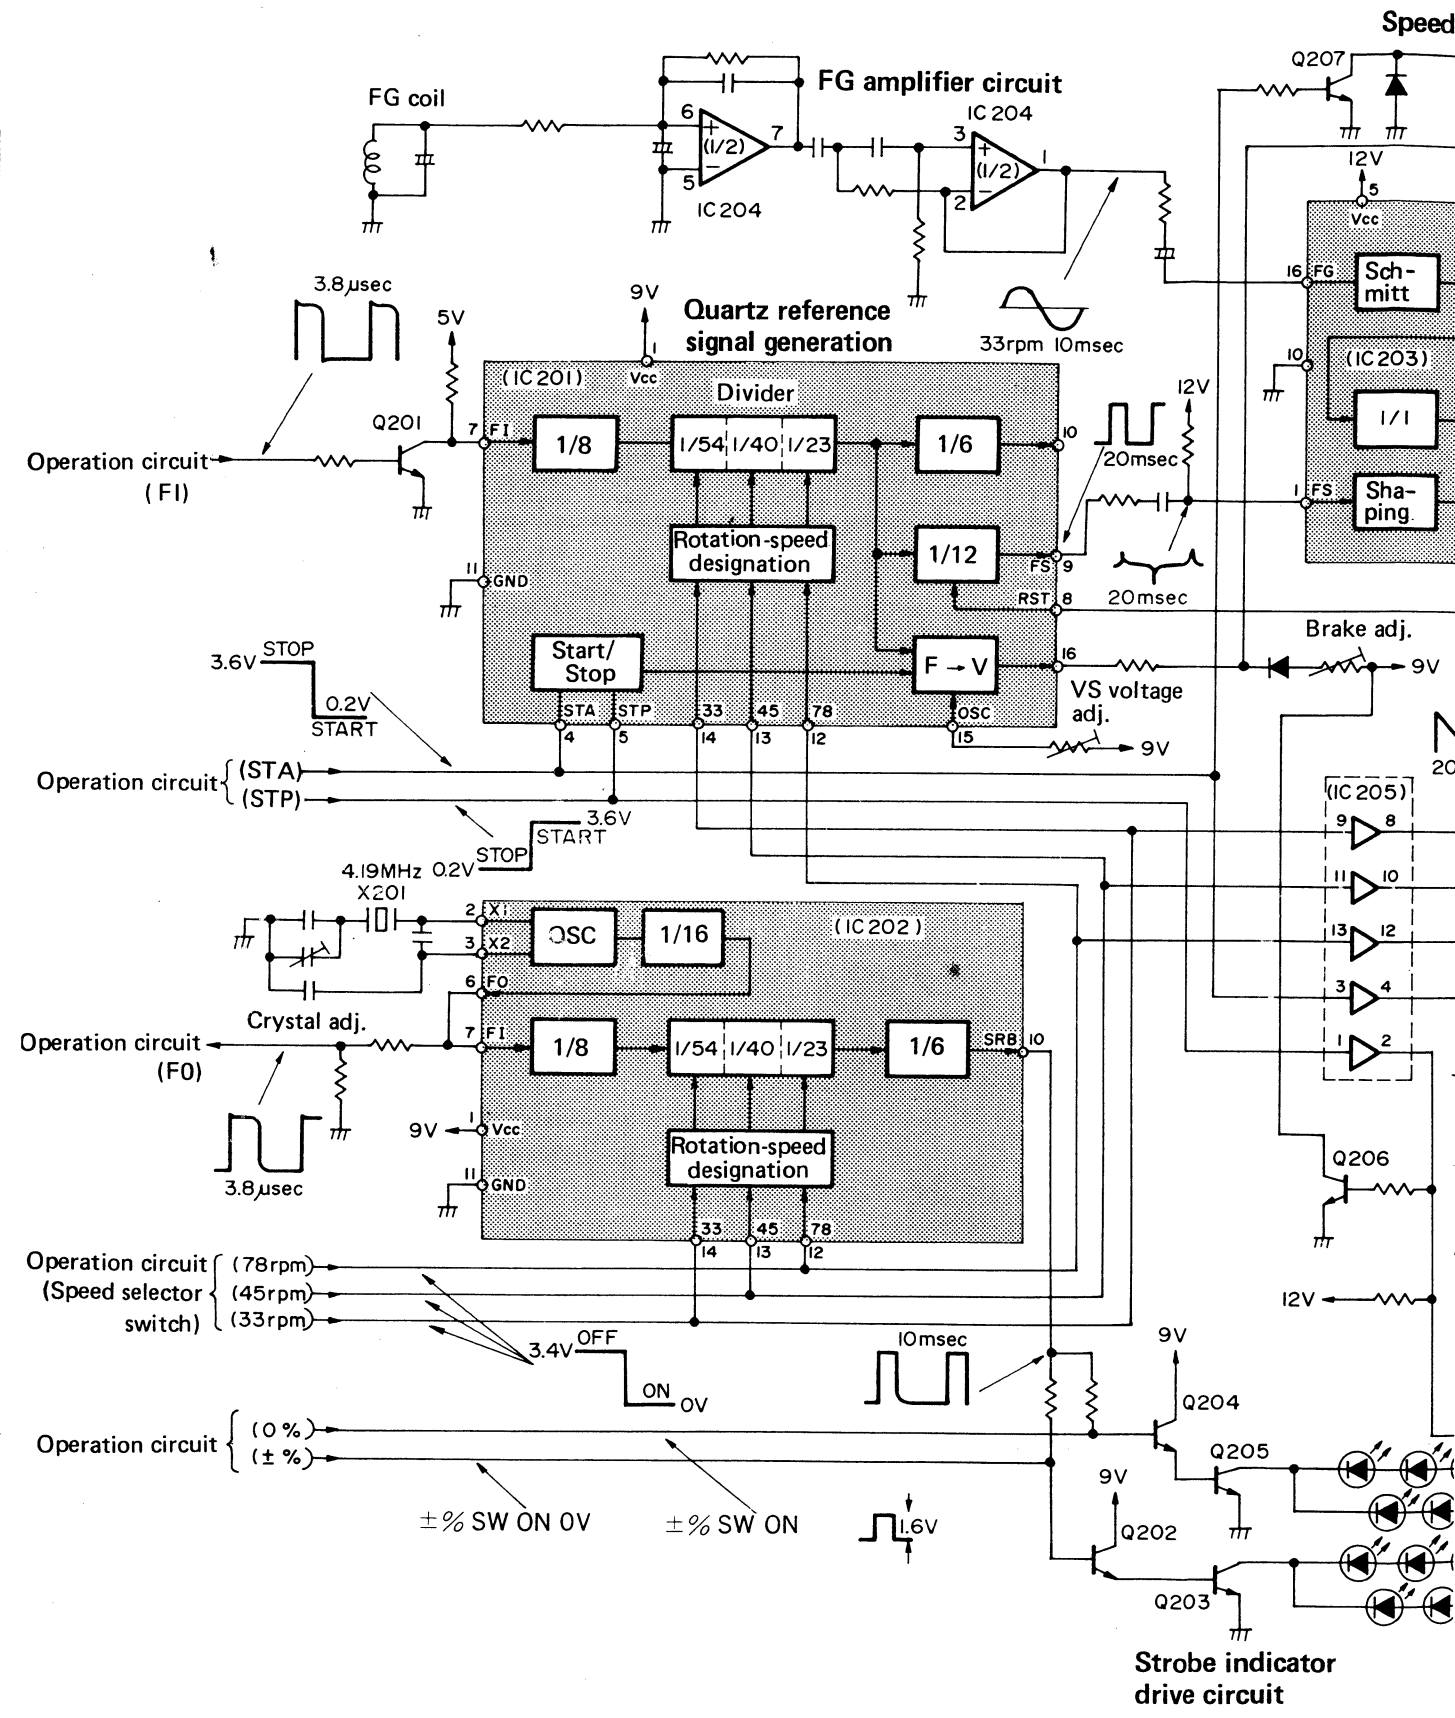 Speed
Q207
FG amplifier circuit
FG coil
IC204
6
+
(1/2)
−
5
7
IC204
3
+
(1/2)
−
2
1
12V
5
Vcc
16 FG
Sch-
mitt
10
(IC203)
1/1
1 FS
Sha-
ping
3.8μsec
5V
9V
1
Vcc
Quartz reference
signal generation
33rpm 10msec
(IC201)
Divider
Q201
7 FI
1/8
1/54 1/40 1/23
1/6
10
12V
20msec
Operation circuit
(FI)
Rotation-speed
designation
1/12
FS 9
20msec
11 GND
RST 8
Brake adj.
Start/
Stop
F→V
16
9V
VS voltage
adj.
STA STP 33 45 78 OSC
4 5 14 13 12 15
9V
STOP
3.6V
0.2V
START
Operation circuit
(STA)
(STP)
20
3.6V
START
STOP
0.2V
(IC205)
9 8
11 10
13 12
3 4
1 2
4.19MHz
X201
2 X1
3 X2
6 FO
OSC
1/16
(IC202)
Crystal adj.
Operation circuit
(FO)
7 FI
1/8
1/54 1/40 1/23
1/6
SRB 10
3.8μsec
9V
1 Vcc
Rotation-speed
designation
11 GND
33 45 78
14 13 12
Q206
Operation circuit
(Speed selector
switch)
(78rpm)
(45rpm)
(33rpm)
12V
3.4V OFF
ON
0V
10msec
9V
Q204
Operation circuit
(0%)
(±%)
Q205
±% SW ON 0V
±% SW ON
1.6V
9V
Q202
Q203
Strobe indicator
drive circuit